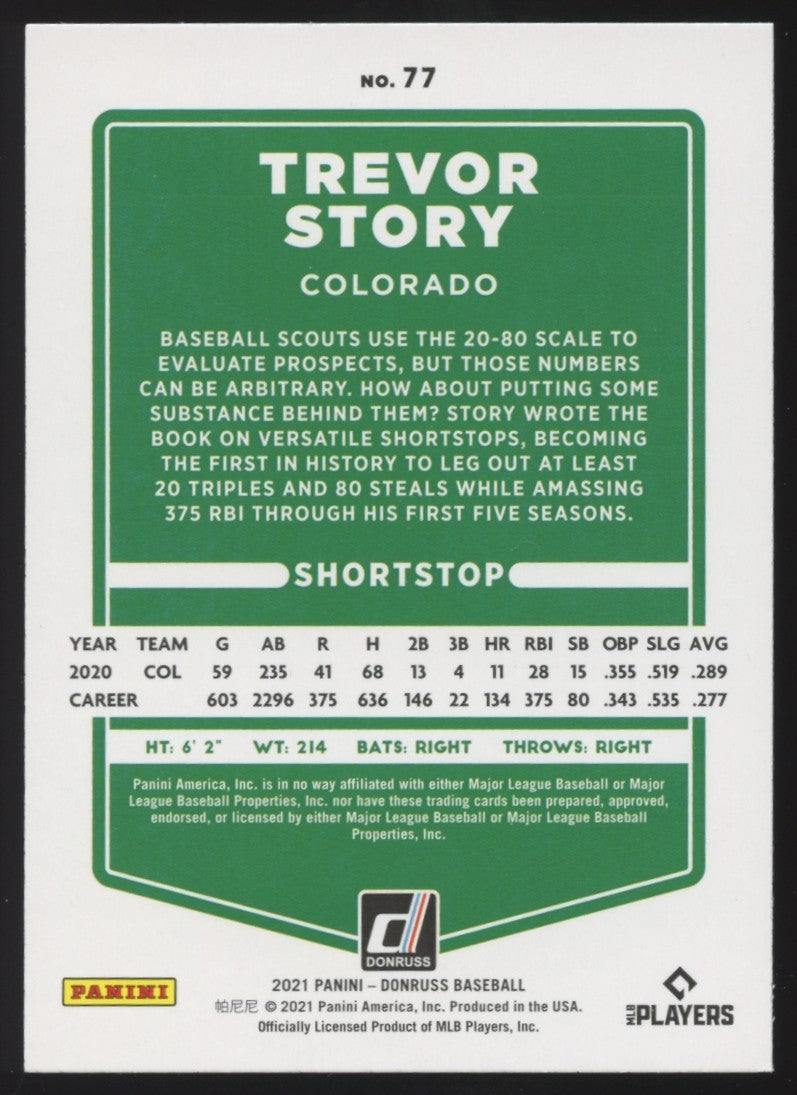 NO. 77
TREVOR
STORY
COLORADO
BASEBALL SCOUTS USE THE 20-80 SCALE TO
EVALUATE PROSPECTS, BUT THOSE NUMBERS
CAN BE ARBITRARY. HOW ABOUT PUTTING SOME
SUBSTANCE BEHIND THEM? STORY WROTE THE
BOOK ON VERSATILE SHORTSTOPS, BECOMING
THE FIRST IN HISTORY TO LEG OUT AT LEAST
20 TRIPLES AND 80 STEALS WHILE AMASSING
375 RBI THROUGH HIS FIRST FIVE SEASONS.
SHORTSTOP
YEAR TEAM G AB R H 2B 3B HR RBI SB OBP SLG AVG
2020 COL 59 235 41 68 13 4 11 28 15 .355 .519 .289
CAREER 603 2296 375 636 146 22 134 375 80 .343 .535 .277
HT: 6' 2" WT: 214 BATS: RIGHT THROWS: RIGHT
Panini America, Inc. is in no way affiliated with either Major League Baseball or Major
League Baseball Properties, Inc. nor have these trading cards been prepared, approved,
endorsed, or licensed by either Major League Baseball or Major League Baseball
Properties, Inc.
d
DONRUSS
PANINI
2021 PANINI – DONRUSS BASEBALL
帕尼尼 © 2021 Panini America, Inc. Produced in the USA.
Officially Licensed Product of MLB Players, Inc.
MLB PLAYERS